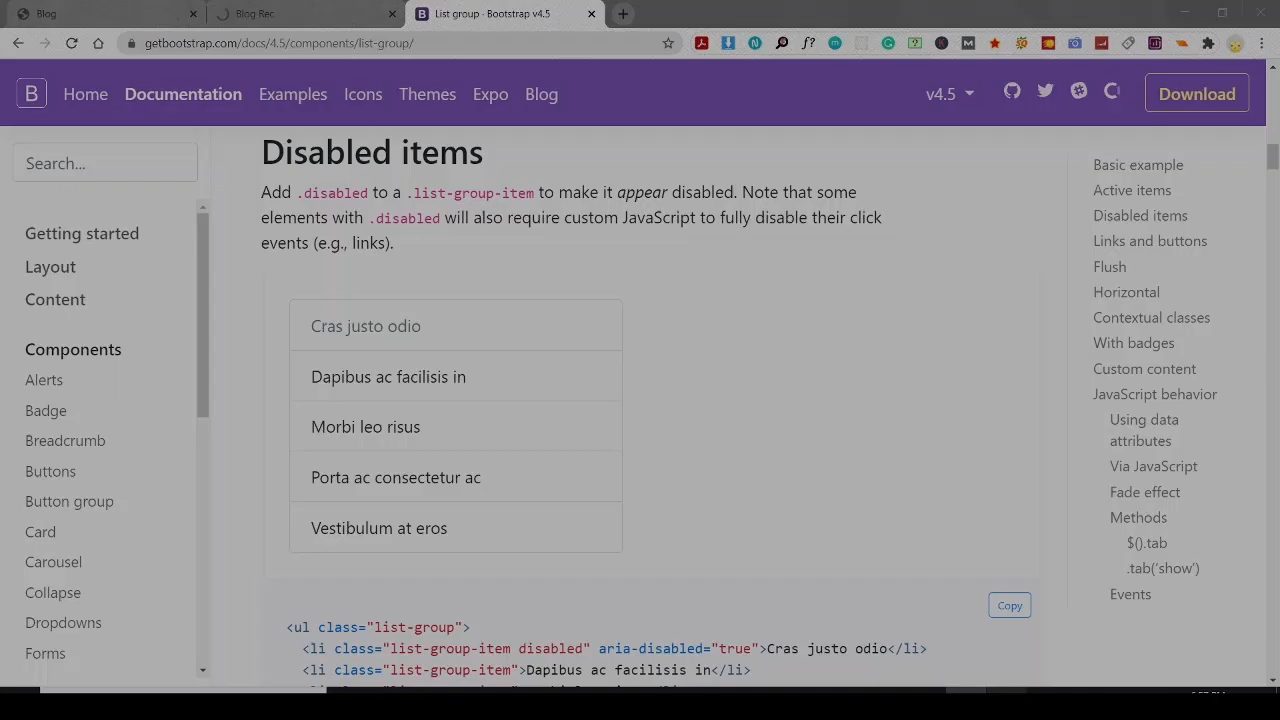 Blog
Blog Rec
List group · Bootstrap v4.5
getbootstrap.com/docs/4.5/components/list-group/
B Home Documentation Examples Icons Themes Expo Blog v4.5 Download
Search...
Getting started
Layout
Content
Components
Alerts
Badge
Breadcrumb
Buttons
Button group
Card
Carousel
Collapse
Dropdowns
Forms
Disabled items
Add .disabled to a .list-group-item to make it appear disabled. Note that some
elements with .disabled will also require custom JavaScript to fully disable their click
events (e.g., links).
Cras justo odio
Dapibus ac facilisis in
Morbi leo risus
Porta ac consectetur ac
Vestibulum at eros
Copy
<ul class="list-group">
<li class="list-group-item disabled" aria-disabled="true">Cras justo odio</li>
<li class="list-group-item">Dapibus ac facilisis in</li>
Basic example
Active items
Disabled items
Links and buttons
Flush
Horizontal
Contextual classes
With badges
Custom content
JavaScript behavior
Using data
attributes
Via JavaScript
Fade effect
Methods
$().tab
.tab('show')
Events